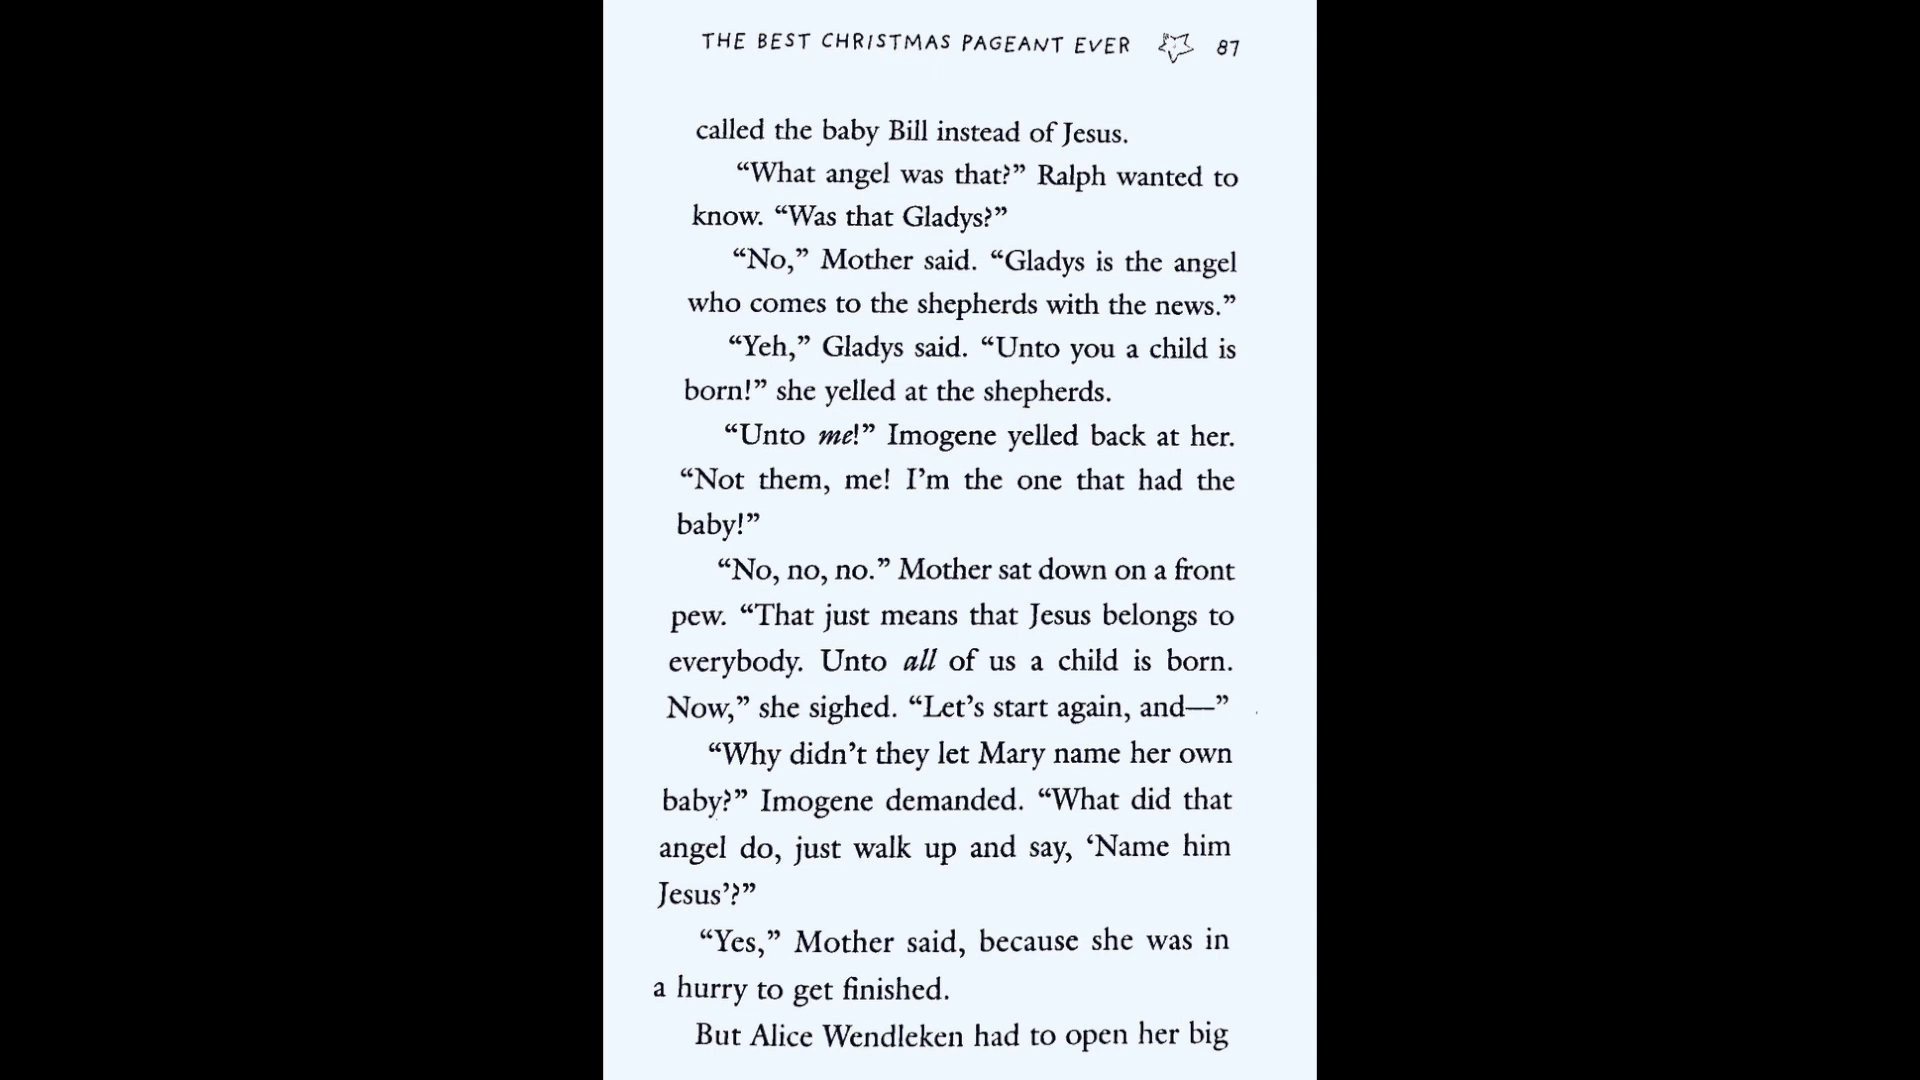 THE BEST CHRISTMAS PAGEANT EVER 87
called the baby Bill instead of Jesus.
“What angel was that?” Ralph wanted to
know. “Was that Gladys?”
“No,” Mother said. “Gladys is the angel
who comes to the shepherds with the news.”
“Yeh,” Gladys said. “Unto you a child is
born!” she yelled at the shepherds.
“Unto me!” Imogene yelled back at her.
“Not them, me! I’m the one that had the
baby!”
“No, no, no.” Mother sat down on a front
pew. “That just means that Jesus belongs to
everybody. Unto all of us a child is born.
Now,” she sighed. “Let’s start again, and—”
“Why didn’t they let Mary name her own
baby?” Imogene demanded. “What did that
angel do, just walk up and say, ‘Name him
Jesus’?”
“Yes,” Mother said, because she was in
a hurry to get finished.
But Alice Wendleken had to open her big